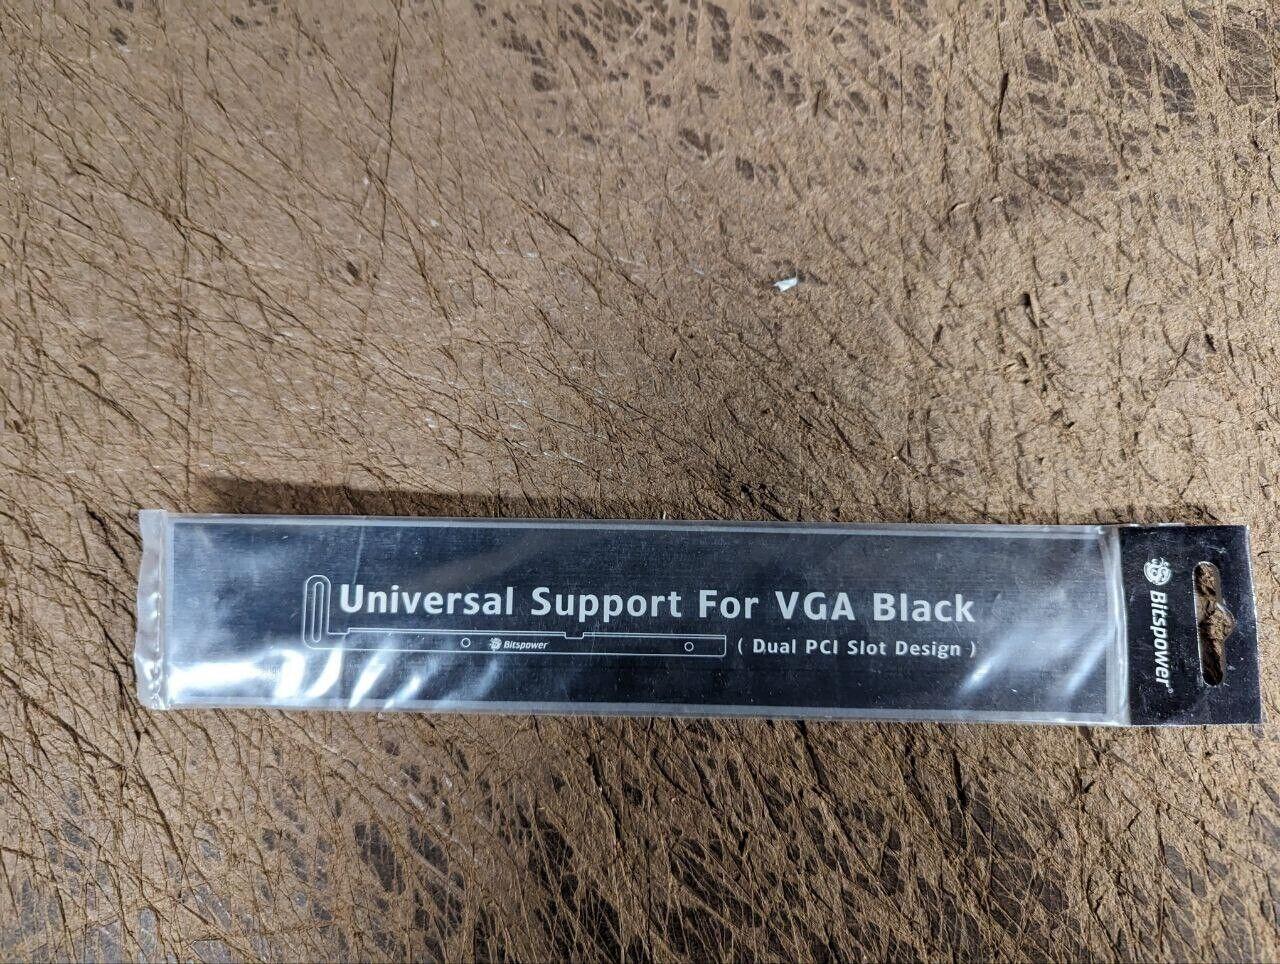 Universal Support For VGA Black
Bitspower
( Dual PCI Slot Design )
Bitspower®